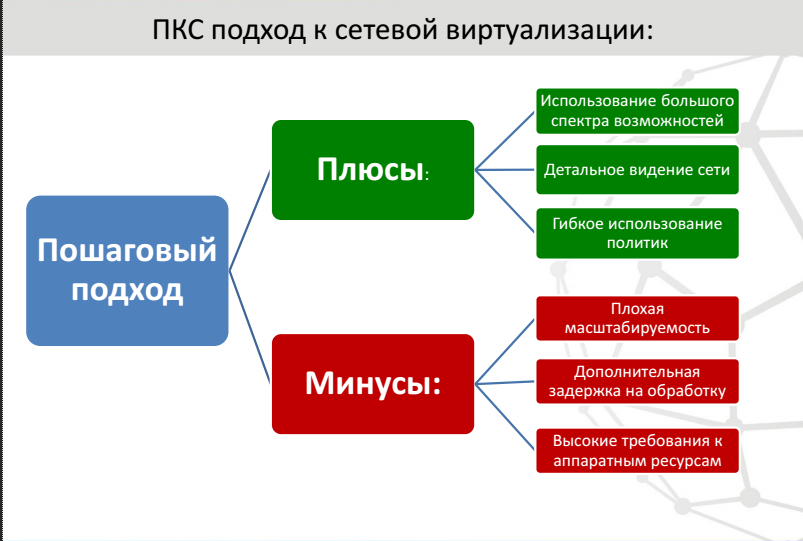 ПКС подход к сетевой виртуализации:
Пошаговый
подход
Плюсы:
Использование большого
спектра возможностей
Детальное видение сети
Гибкое использование
политик
Минусы:
Плохая
масштабируемость
Дополнительная
задержка на обработку
Высокие требования к
аппаратным ресурсам